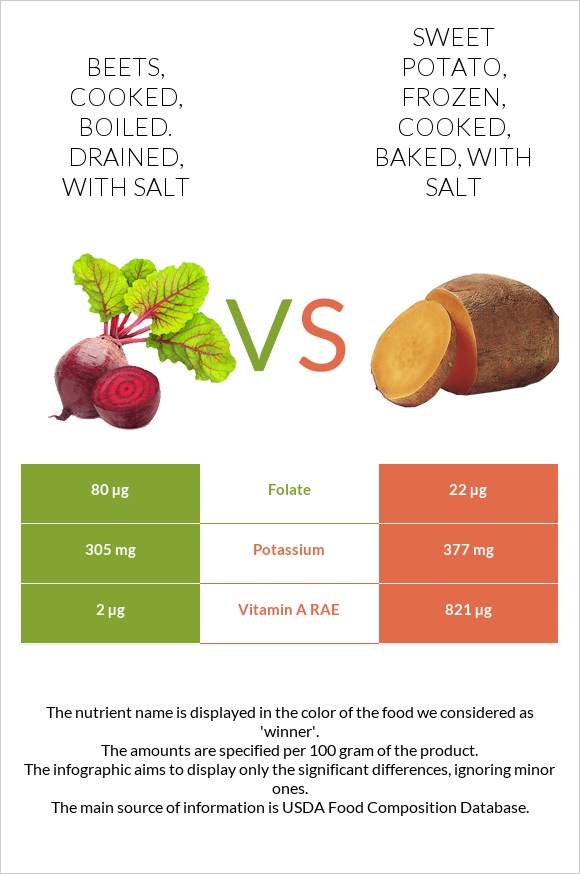 BEETS,
COOKED,
BOILED.
DRAINED,
WITH SALT
SWEET
POTATO,
FROZEN,
COOKED,
BAKED, WITH
SALT
VS
80 µg Folate 22 µg
305 mg Potassium 377 mg
2 µg Vitamin A RAE 821 µg
The nutrient name is displayed in the color of the food we considered as
'winner'.
The amounts are specified per 100 gram of the product.
The infographic aims to display only the significant differences, ignoring minor
ones.
The main source of information is USDA Food Composition Database.